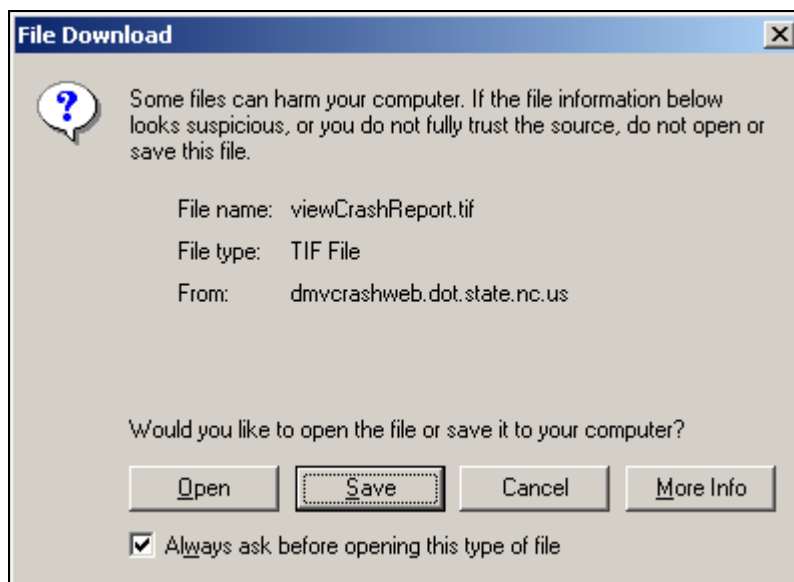 File Download
Some files can harm your computer. If the file information below
looks suspicious, or you do not fully trust the source, do not open or
save this file.
File name: viewCrashReport.tif
File type: TIF File
From: dmvcrashweb.dot.state.nc.us
Would you like to open the file or save it to your computer?
Open Save Cancel More Info
Always ask before opening this type of file